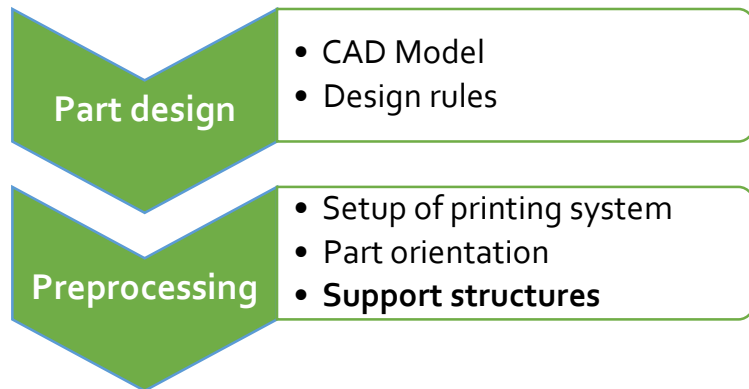 Part design
• CAD Model
• Design rules
Preprocessing
• Setup of printing system
• Part orientation
• Support structures